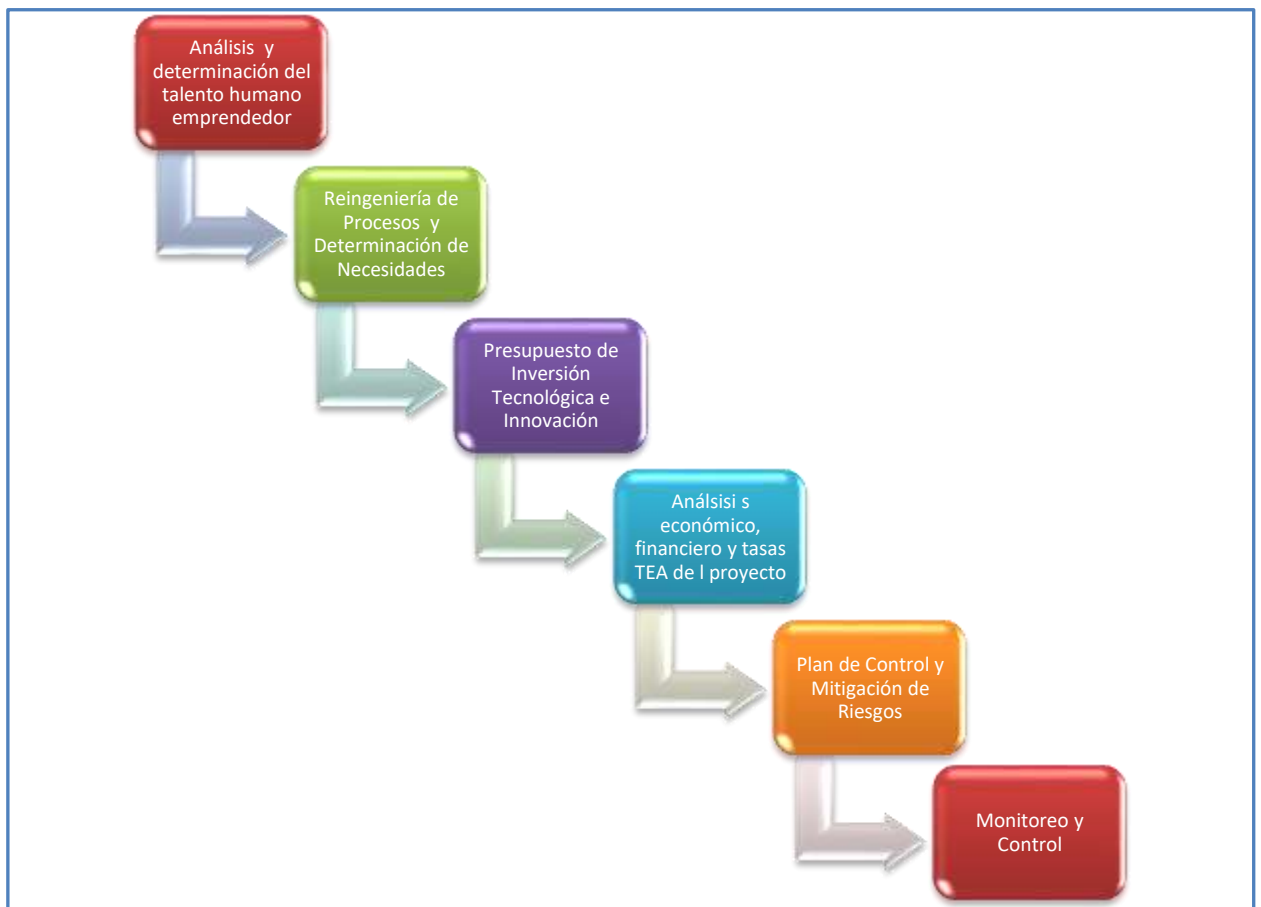 Análisis y
determinación del
talento humano
emprendedor
Reingeniería de
Procesos y
Determinación de
Necesidades
Presupuesto de
Inversión
Tecnológica e
Innovación
Análsisi s
económico,
financiero y tasas
TEA de l proyecto
Plan de Control y
Mitigación de
Riesgos
Monitoreo y
Control